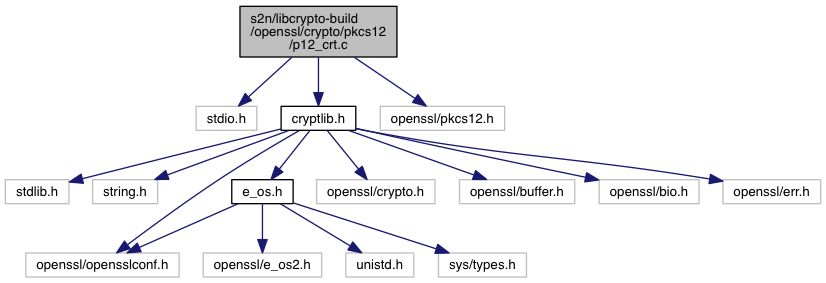 s2n/libcrypto-build
/openssl/crypto/pkcs12
/p12_crt.c
stdio.h
cryptlib.h
openssl/pkcs12.h
stdlib.h
string.h
e_os.h
openssl/crypto.h
openssl/buffer.h
openssl/bio.h
openssl/err.h
openssl/opensslconf.h
openssl/e_os2.h
unistd.h
sys/types.h